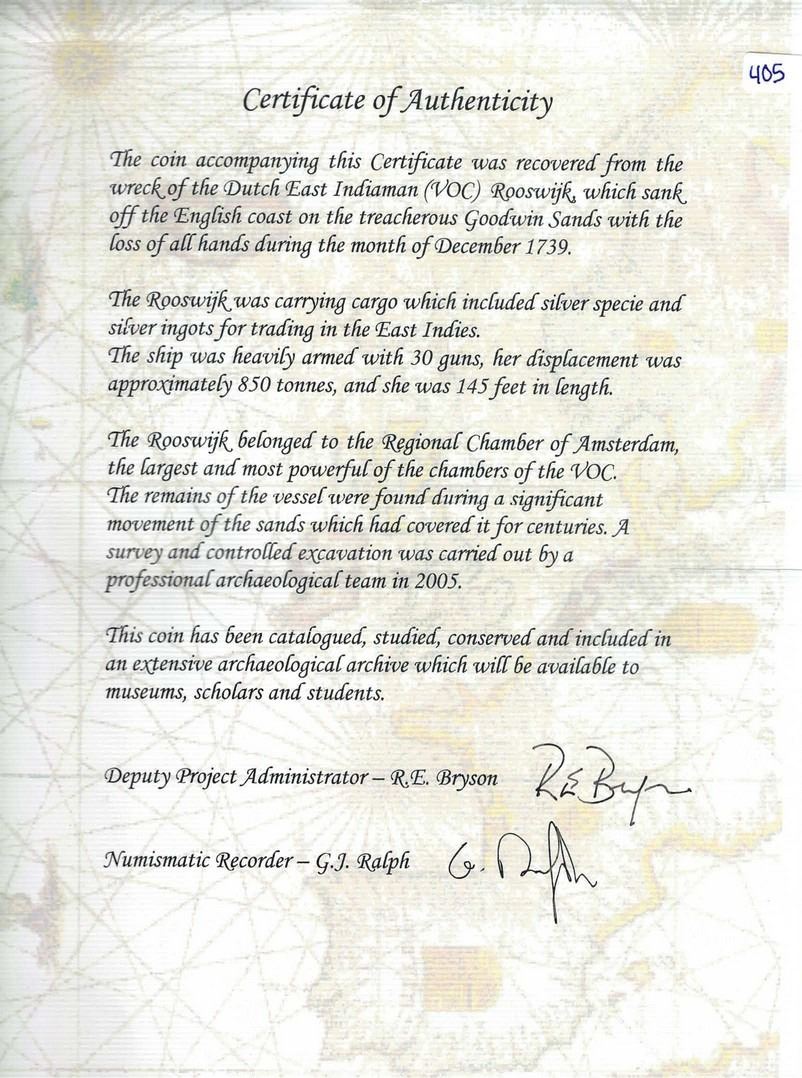 405
Certificate of Authenticity
The coin accompanying this Certificate was recovered from the
wreck of the Dutch East Indiaman (VOC) Rooswijk, which sank
off the English coast on the treacherous Goodwin Sands with the
loss of all hands during the month of December 1739.
The Rooswijk was carrying cargo which included silver specie and
silver ingots for trading in the East Indies.
The ship was heavily armed with 30 guns, her displacement was
approximately 850 tonnes, and she was 145 feet in length.
The Rooswijk belonged to the Regional Chamber of Amsterdam,
the largest and most powerful of the chambers of the VOC.
The remains of the vessel were found during a significant
movement of the sands which had covered it for centuries. A
survey and controlled excavation was carried out by a
professional archaeological team in 2005.
This coin has been catalogued, studied, conserved and included in
an extensive archaeological archive which will be available to
museums, scholars and students.
Deputy Project Administrator – R.E. Bryson R E Bryson
Numismatic Recorder – G.J. Ralph G. Ralph